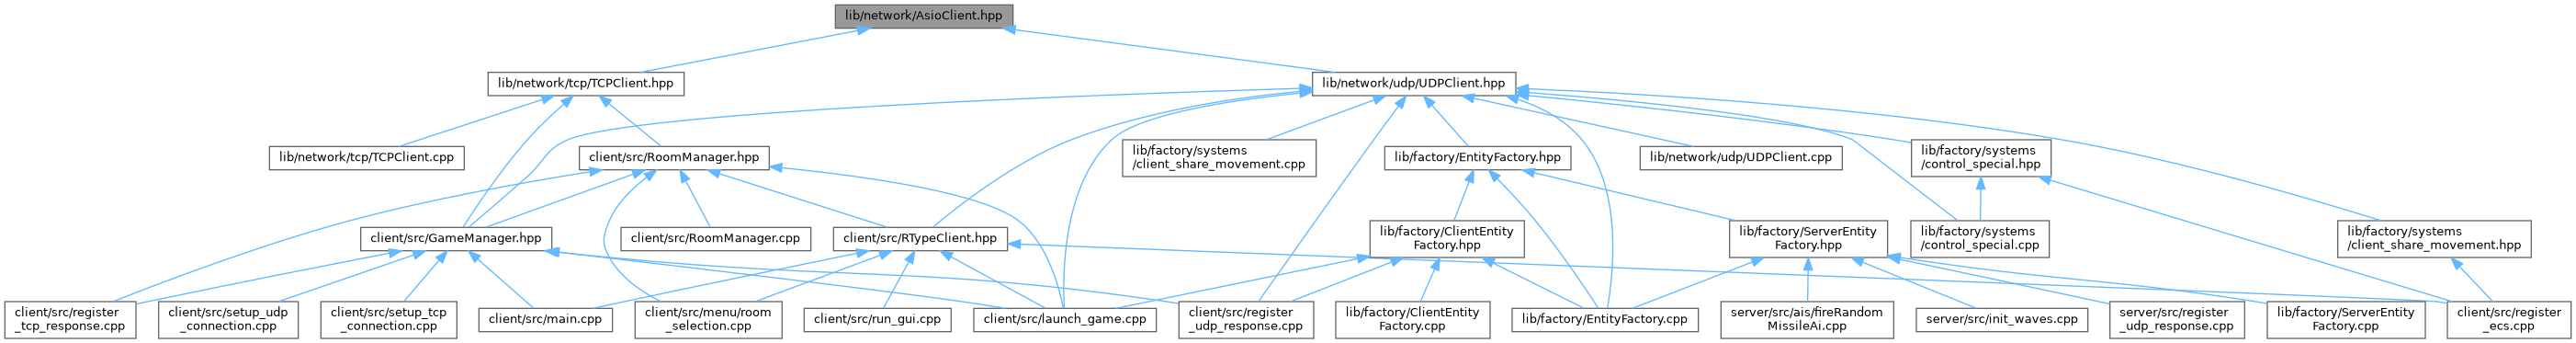 lib/network/AsioClient.hpp
lib/network/tcp/TCPClient.hpp
lib/network/udp/UDPClient.hpp
lib/network/tcp/TCPClient.cpp
client/src/RoomManager.hpp
lib/factory/systems
/client_share_movement.cpp
lib/factory/EntityFactory.hpp
lib/network/udp/UDPClient.cpp
lib/factory/systems
/control_special.hpp
client/src/GameManager.hpp
client/src/RoomManager.cpp
client/src/RTypeClient.hpp
lib/factory/ClientEntity
Factory.hpp
lib/factory/ServerEntity
Factory.hpp
lib/factory/systems
/control_special.cpp
lib/factory/systems
/client_share_movement.hpp
client/src/register
_tcp_response.cpp
client/src/setup_udp
_connection.cpp
client/src/setup_tcp
_connection.cpp
client/src/main.cpp
client/src/menu/room
_selection.cpp
client/src/run_gui.cpp
client/src/launch_game.cpp
client/src/register
_udp_response.cpp
lib/factory/ClientEntity
Factory.cpp
lib/factory/EntityFactory.cpp
server/src/ais/fireRandom
MissileAi.cpp
server/src/init_waves.cpp
server/src/register
_udp_response.cpp
lib/factory/ServerEntity
Factory.cpp
client/src/register
_ecs.cpp